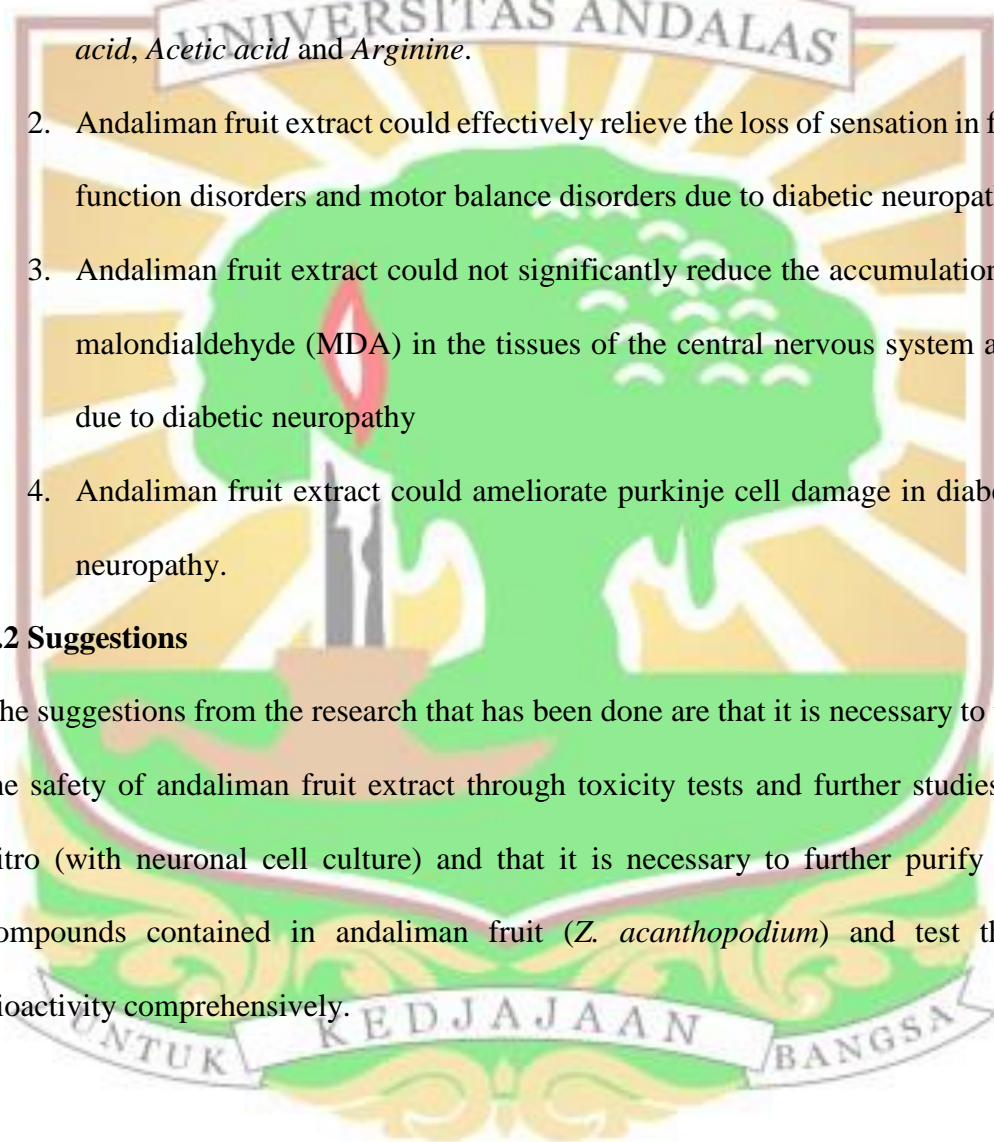 UNIVERSITAS ANDALAS
acid, Acetic acid and Arginine.
2. Andaliman fruit extract could effectively relieve the loss of sensation in f
function disorders and motor balance disorders due to diabetic neuropat
3. Andaliman fruit extract could not significantly reduce the accumulation
malondialdehyde (MDA) in the tissues of the central nervous system a
due to diabetic neuropathy
4. Andaliman fruit extract could ameliorate purkinje cell damage in diabe
neuropathy.
.2 Suggestions
he suggestions from the research that has been done are that it is necessary to
he safety of andaliman fruit extract through toxicity tests and further studies
itro (with neuronal cell culture) and that it is necessary to further purify
ompounds contained in andaliman fruit (Z. acanthopodium) and test th
ioactivity comprehensively.
UNTUK KEDJAJAAN BANGSA